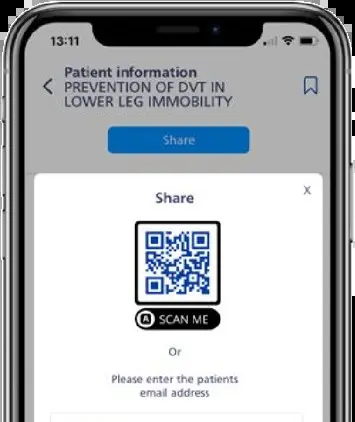 13:11
Patient information
PREVENTION OF DVT IN
LOWER LEG IMMOBILITY
Share
X
Share
A SCAN ME
Or
Please enter the patients
email address